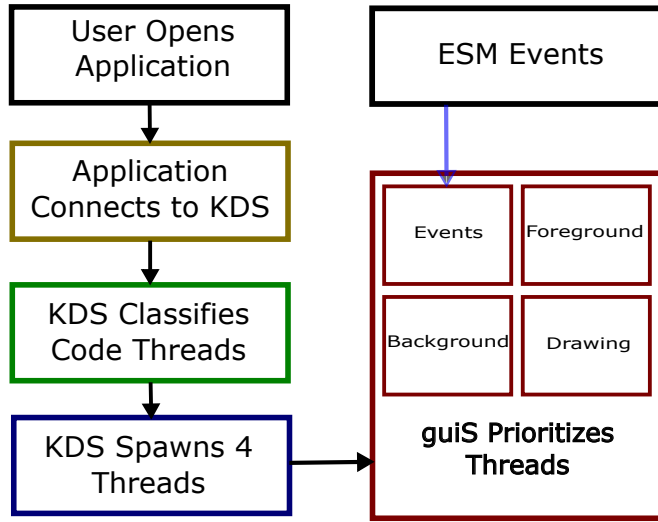 User Opens
Application
Application
Connects to KDS
KDS Classifies
Code Threads
KDS Spawns 4
Threads
ESM Events
Events
Foreground
Background
Drawing
guiS Prioritizes
Threads